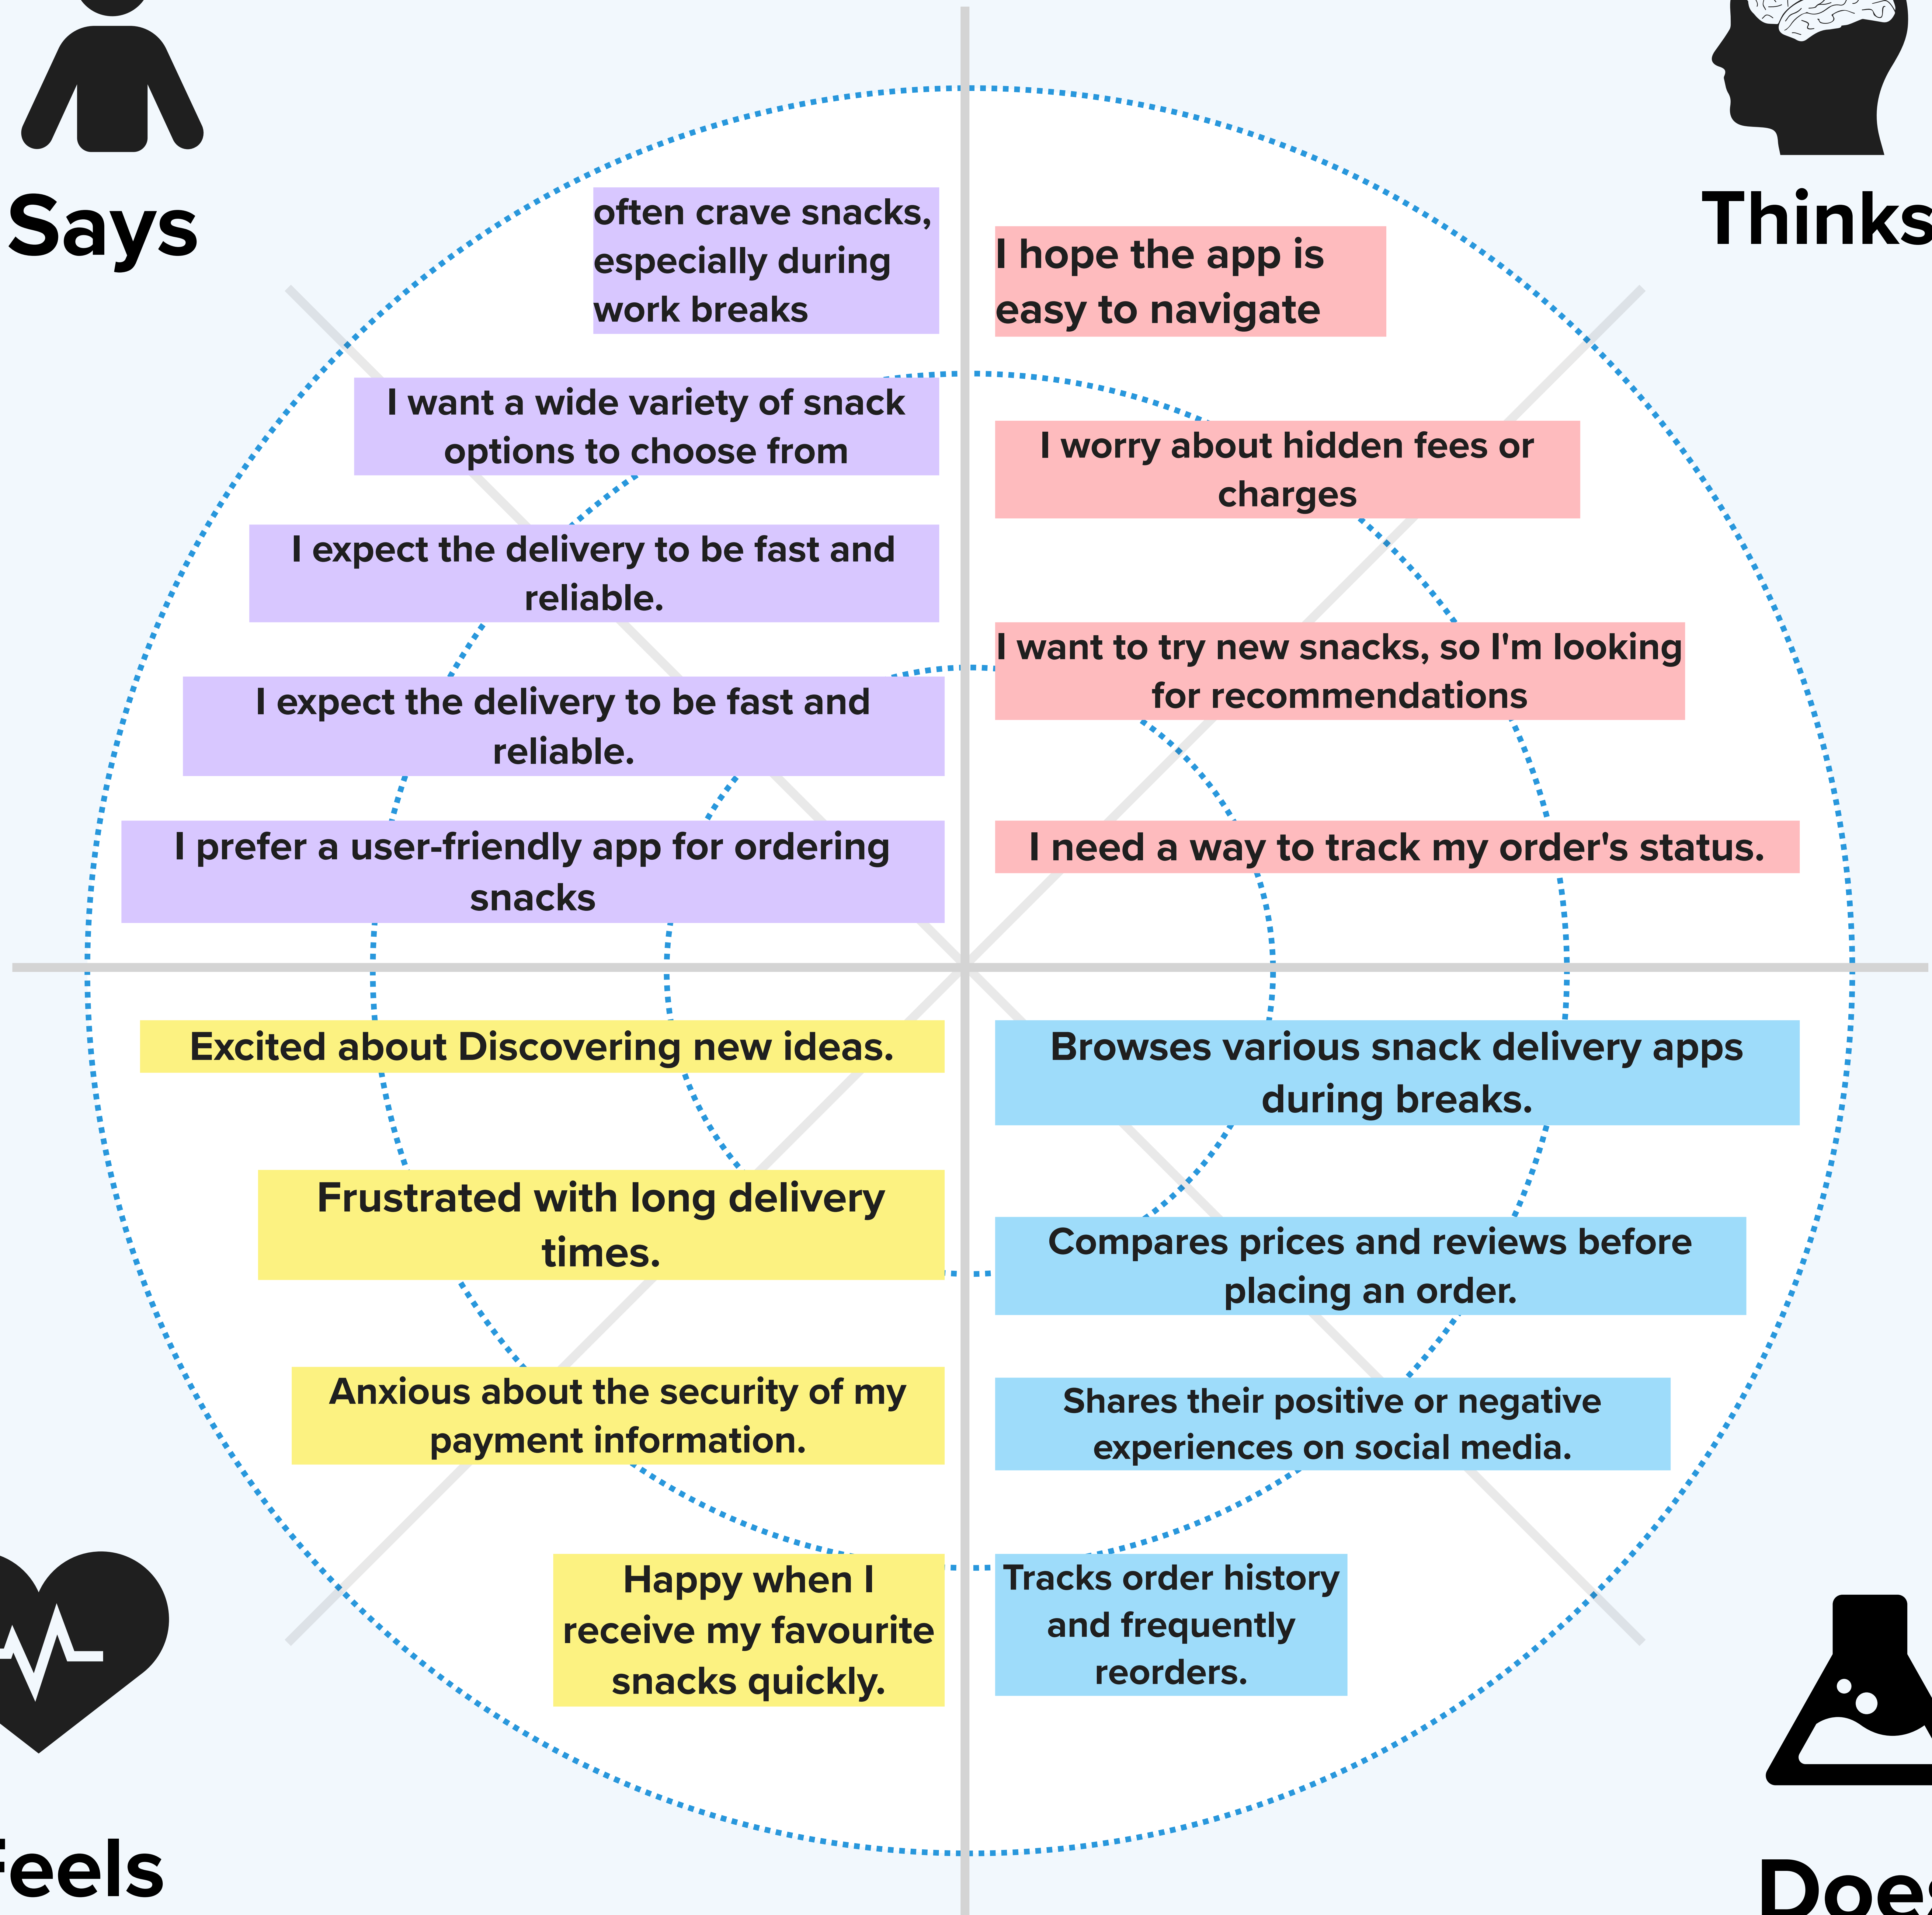 Says
often crave snacks,
especially during
work breaks
I want a wide variety of snack
options to choose from
I expect the delivery to be fast and
reliable.
I expect the delivery to be fast and
reliable.
I prefer a user-friendly app for ordering
snacks
Thinks
I hope the app is
easy to navigate
I worry about hidden fees or
charges
I want to try new snacks, so I'm looking
for recommendations
I need a way to track my order's status.
Excited about Discovering new ideas.
Frustrated with long delivery
times.
Anxious about the security of my
payment information.
Happy when I
receive my favourite
snacks quickly.
Feels
Browses various snack delivery apps
during breaks.
Compares prices and reviews before
placing an order.
Shares their positive or negative
experiences on social media.
Tracks order history
and frequently
reorders.
Does